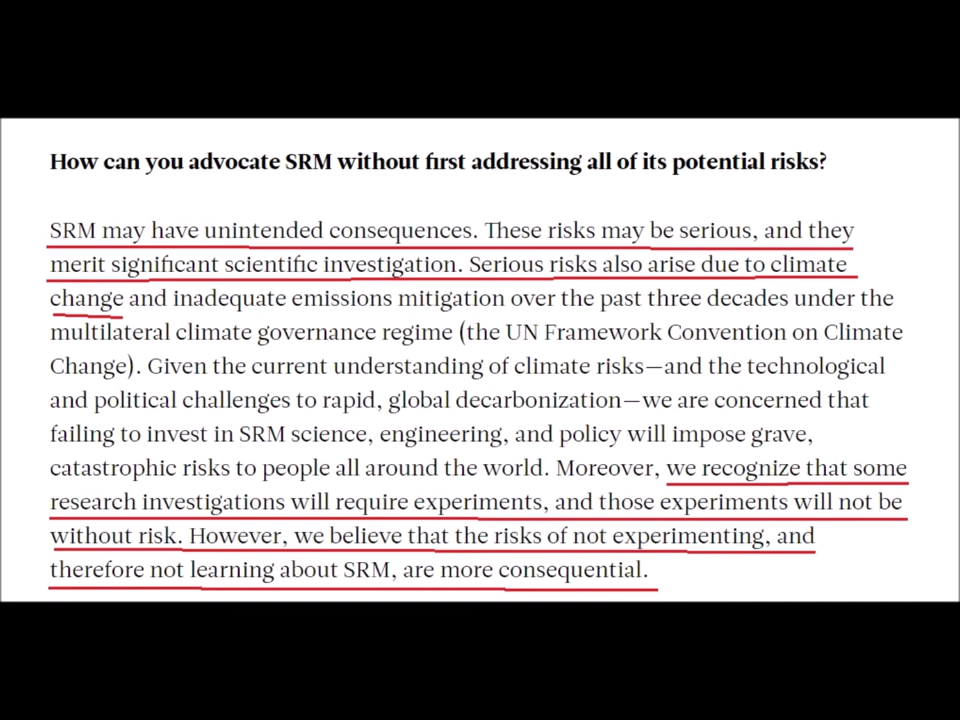 How can you advocate SRM without first addressing all of its potential risks?
SRM may have unintended consequences. These risks may be serious, and they
merit significant scientific investigation. Serious risks also arise due to climate
change and inadequate emissions mitigation over the past three decades under the
multilateral climate governance regime (the UN Framework Convention on Climate
Change). Given the current understanding of climate risks—and the technological
and political challenges to rapid, global decarbonization—we are concerned that
failing to invest in SRM science, engineering, and policy will impose grave,
catastrophic risks to people all around the world. Moreover, we recognize that some
research investigations will require experiments, and those experiments will not be
without risk. However, we believe that the risks of not experimenting, and
therefore not learning about SRM, are more consequential.